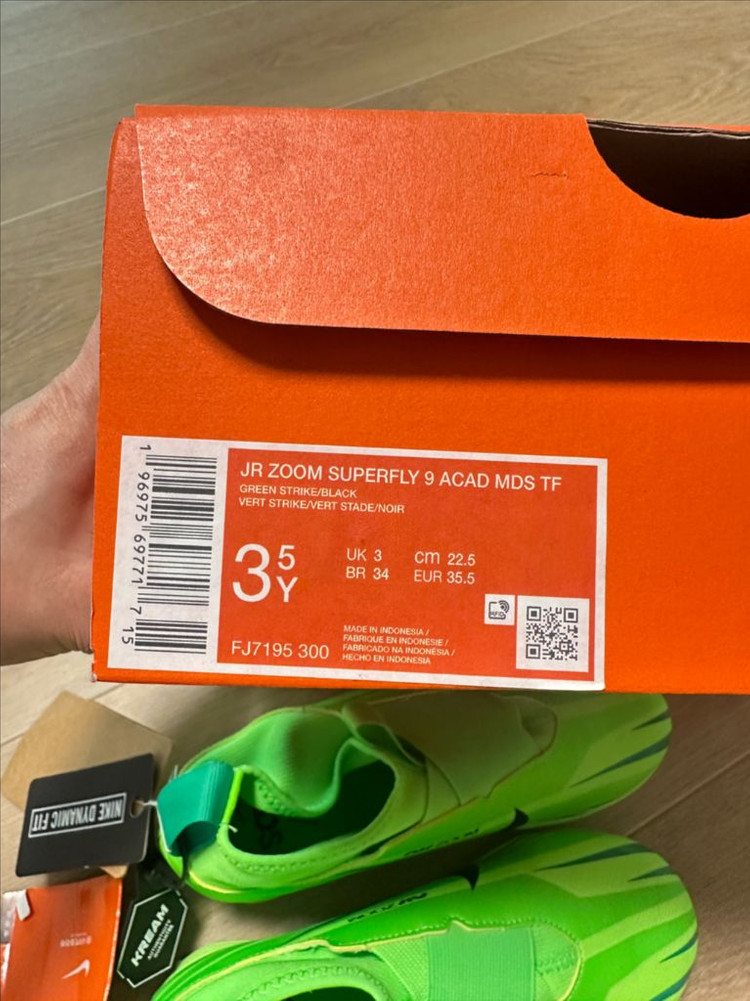 JR ZOOM SUPERFLY 9 ACAD MDS TF
GREEN STRIKE/BLACK
VERT STRIKE/VERT STADE/NOIR
3 5 Y
UK 3 cm 22.5
BR 34 EUR 35.5
FJ7195 300
MADE IN INDONESIA /
FABRIQUE EN INDONESIE /
FABRICADO NA INDONÉSIA /
HECHO EN INDONESIA
1 96975 69771 7 15
NIKE DYNAMIC FIT
KREAM